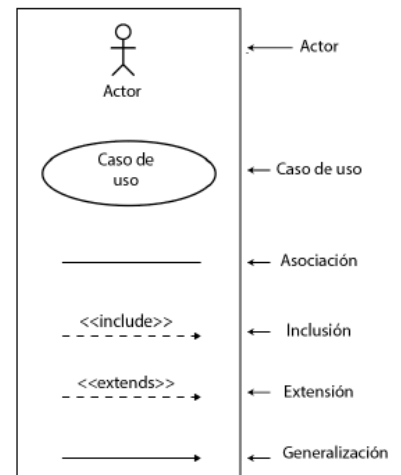 Actor
Actor
Caso de
uso
Caso de uso
Asociación
<<include>>
Inclusión
<<extends>>
Extensión
Generalización